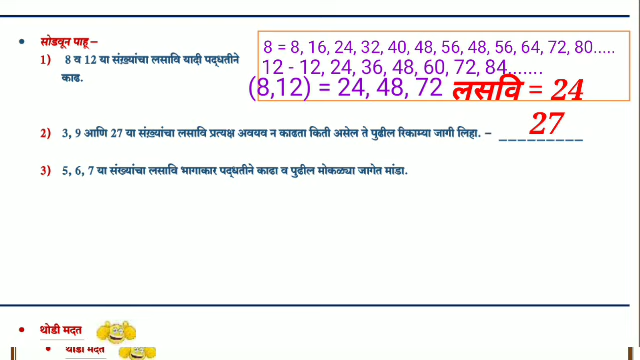 सोडवून पाहू –
1) 8 व 12 या संख्यांचा लसावि यादी पद्धतीने
काढ.
8 = 8, 16, 24, 32, 40, 48, 56, 48, 56, 64, 72, 80.....
12 - 12, 24, 36, 48, 60, 72, 84.......
(8,12) = 24, 48, 72 लसवि = 24
2) 3, 9 आणि 27 या संख्यांचा लसावि प्रत्यक्ष अवयव न काढता किती असेल ते पुढील रिकाम्या जागी लिहा. – 27
3) 5, 6, 7 या संख्यांचा लसावि भागाकार पद्धतीने काढा व पुढील मोकळ्या जागेत मांडा.
थोडी मदत
थोडी मदत